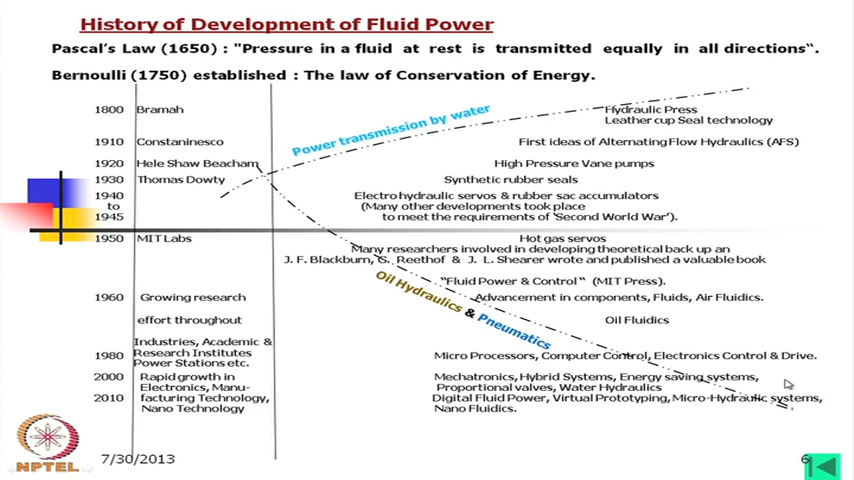 History of Development of Fluid Power
Pascal's Law (1650) : "Pressure in a fluid at rest is transmitted equally in all directions".
Bernoulli (1750) established : The law of Conservation of Energy.
1800 Bramah Hydraulic Press
Leather cup Seal technology
Power transmission by water
1910 Constaninesco First ideas of Alternating Flow Hydraulics (AFS)
1920 Hele Shaw Beacham High Pressure Vane pumps
1930 Thomas Dowty Synthetic rubber seals
1940 Electro hydraulic servos & rubber sac accumulators
to (Many other developments took place
1945 to meet the requirements of 'Second World War').
1950 MIT Labs Hot gas servos
Many researchers involved in developing theoretical back up an
J. F. Blackburn, G. Reethof & J. L. Shearer wrote and published a valuable book
"Fluid Power & Control " (MIT Press).
Oil Hydraulics & Pneumatics
1960 Growing research Advancement in components, Fluids, Air Fluidics.
effort throughout Oil Fluidics
Industries, Academic &
Research Institutes
1980 Micro Processors, Computer Control, Electronics Control & Drive.
Power Stations etc.
2000 Rapid growth in Mechatronics, Hybrid Systems, Energy saving systems,
Electronics, Manu- Proportional valves, Water Hydraulics
2010 facturing Technology, Digital Fluid Power, Virtual Prototyping, Micro-Hydraulic systems,
Nano Technology Nano Fluidics.
NPTEL 7/30/2013 6